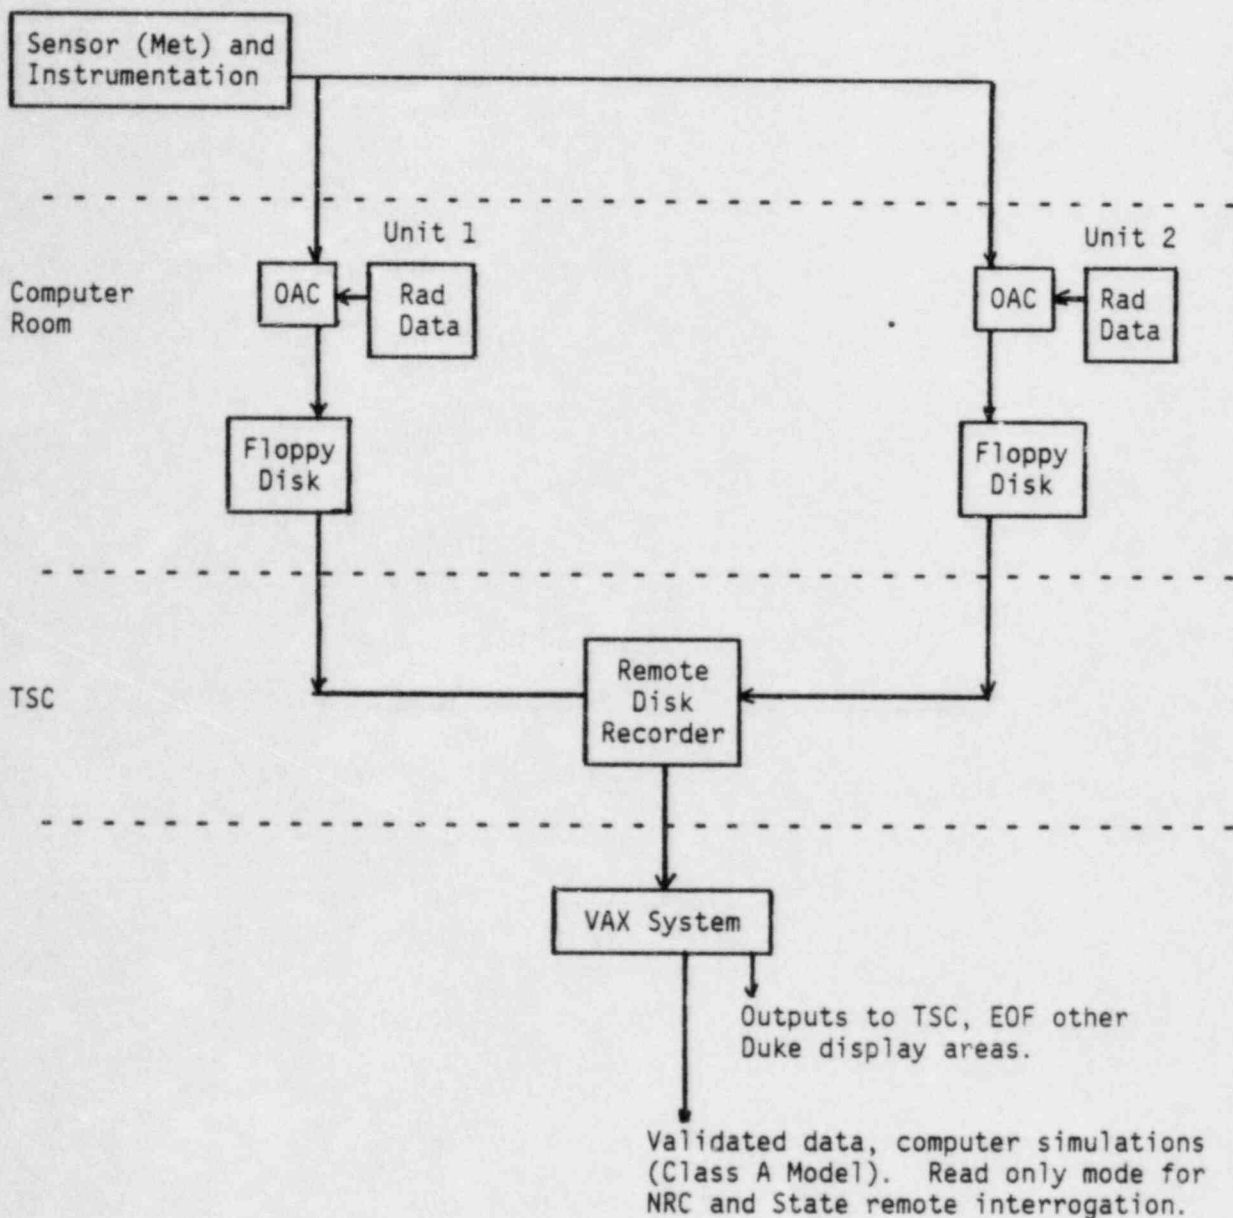 Sensor (Met) and
Instrumentation
Unit 1
Unit 2
Computer
Room
OAC
Rad
Data
OAC
Rad
Data
Floppy
Disk
Floppy
Disk
TSC
Remote
Disk
Recorder
VAX System
Outputs to TSC, EOF other
Duke display areas.
Validated data, computer simulations
(Class A Model). Read only mode for
NRC and State remote interrogation.